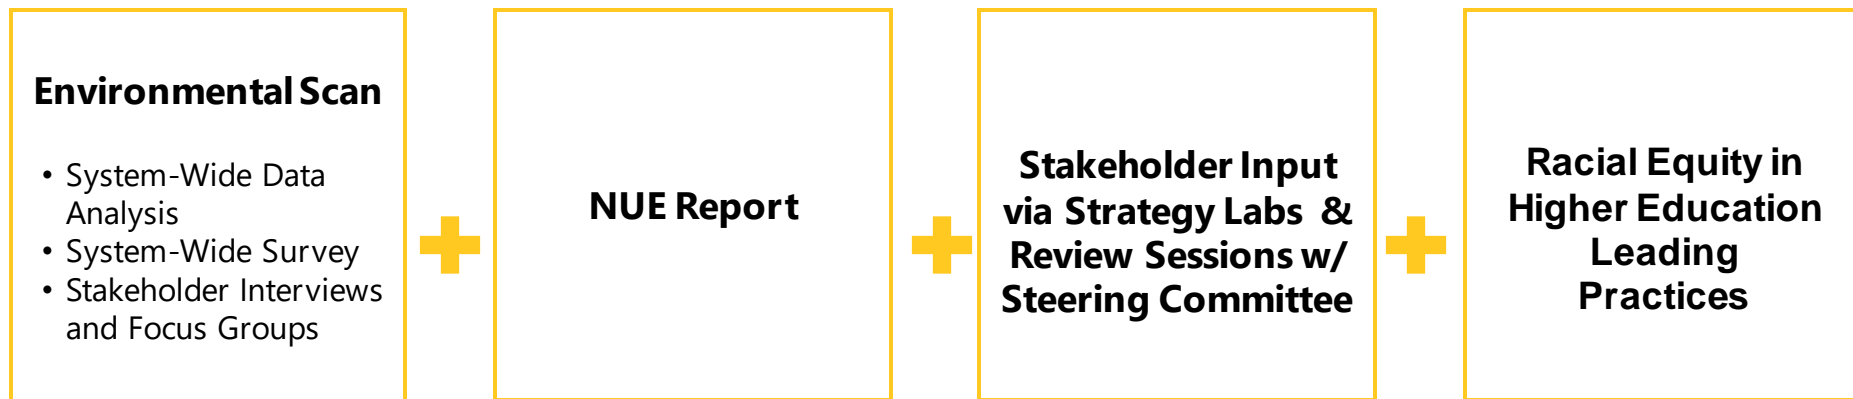 Environmental Scan
• System-Wide Data
Analysis
• System-Wide Survey
• Stakeholder Interviews
and Focus Groups
NUE Report
Stakeholder Input
via Strategy Labs &
Review Sessions w/
Steering Committee
Racial Equity in
Higher Education
Leading
Practices